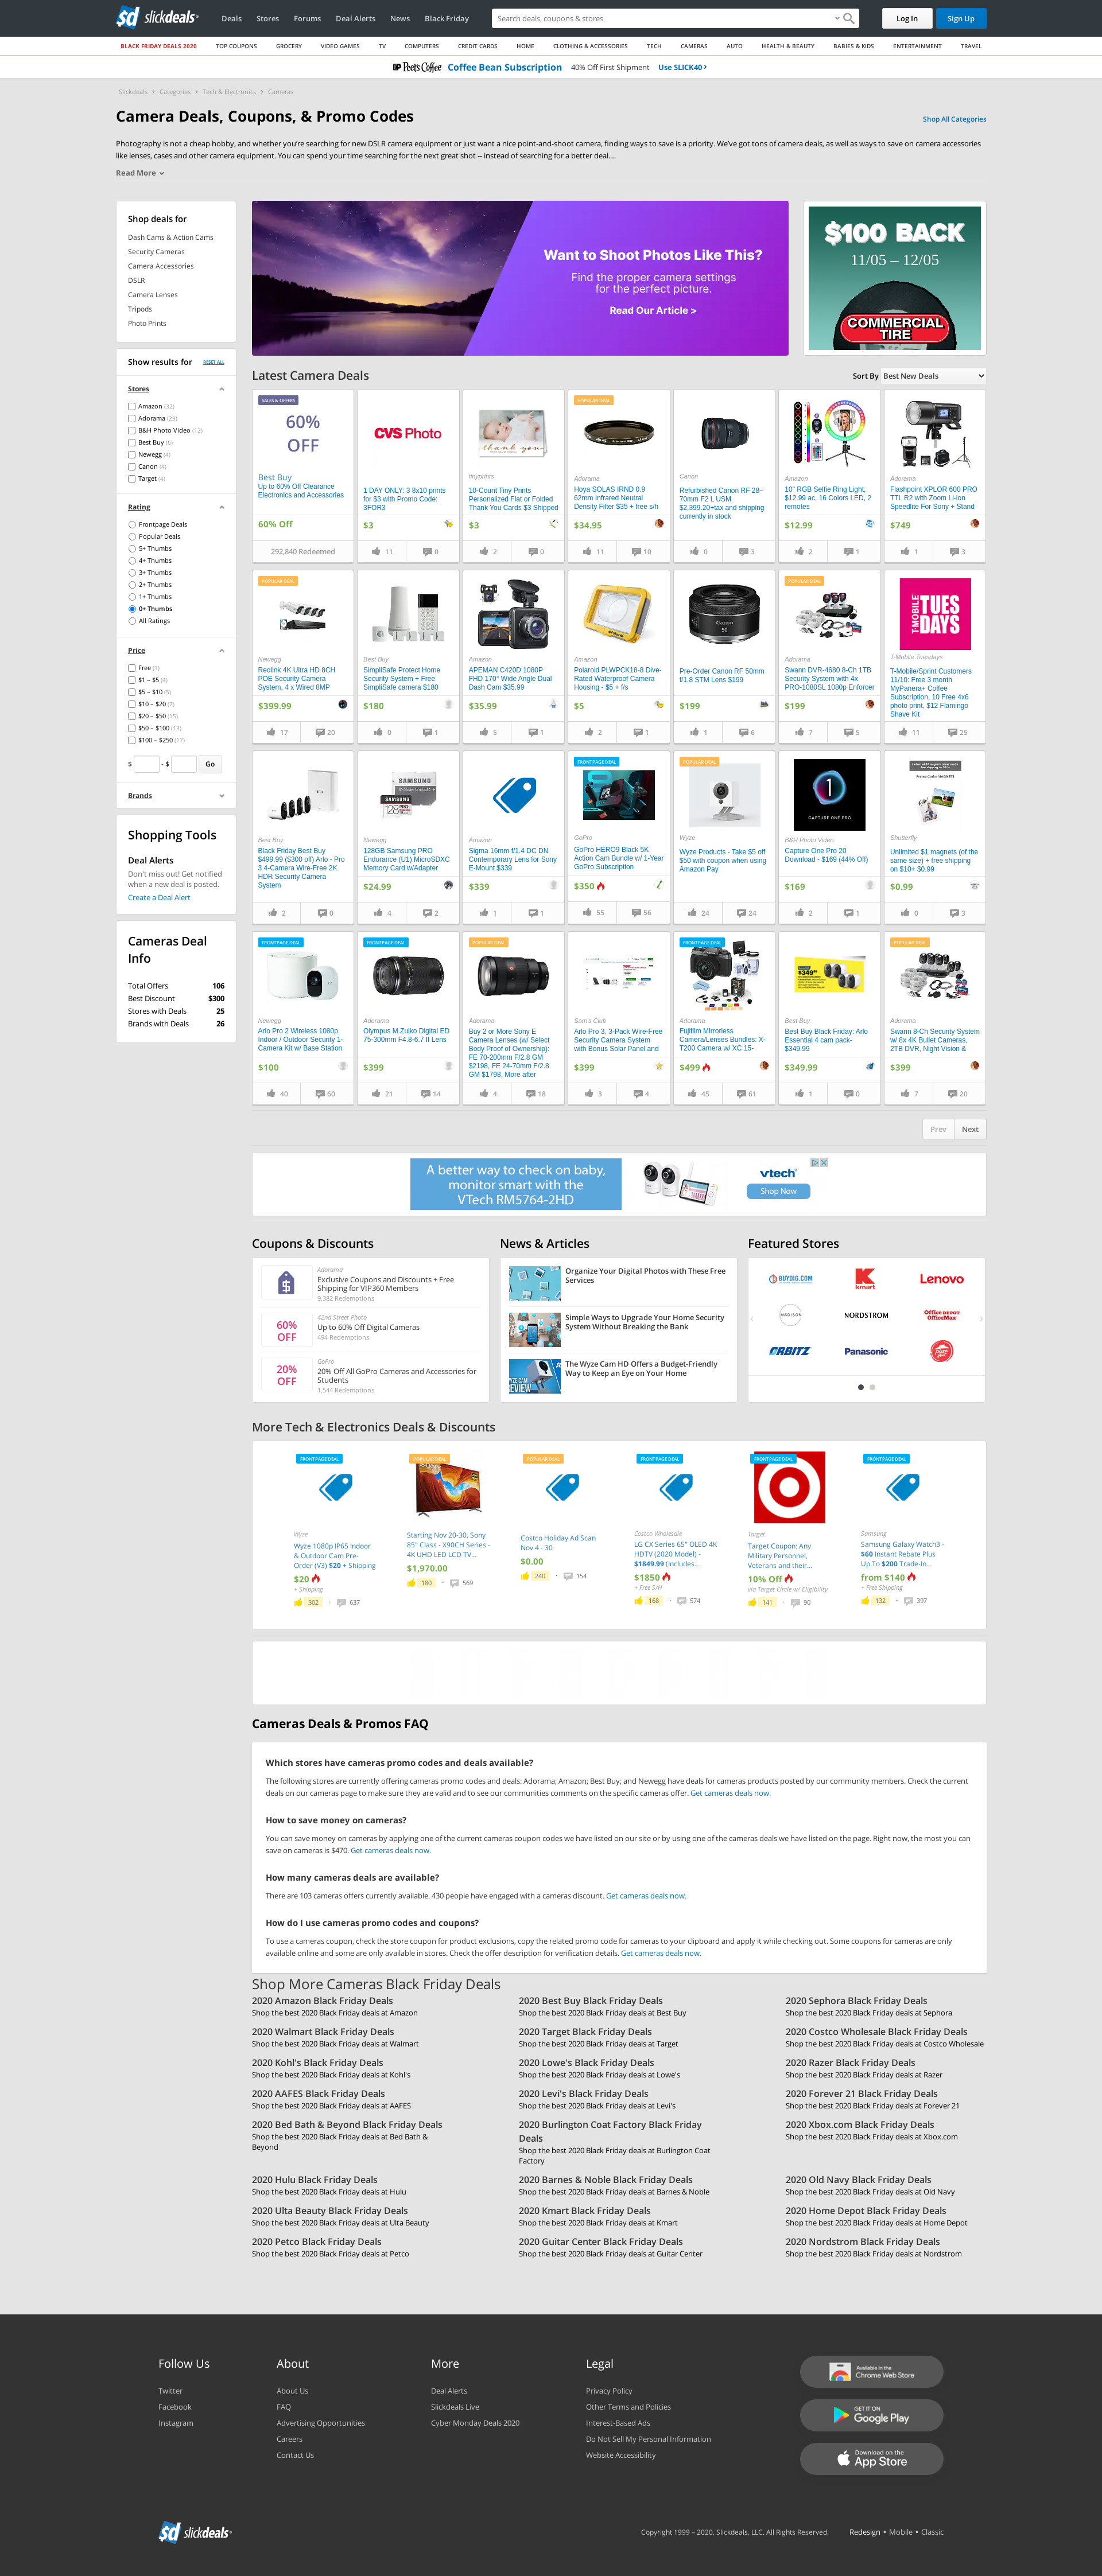 slickdeals
Deals
Stores
Forums
Deal Alerts
News
Black Friday
Search deals, coupons & stores
Log In
Sign Up
BLACK FRIDAY DEALS 2020
TOP COUPONS
GROCERY
VIDEO GAMES
TV
COMPUTERS
CREDIT CARDS
HOME
CLOTHING & ACCESSORIES
TECH
CAMERAS
AUTO
HEALTH & BEAUTY
BABIES & KIDS
ENTERTAINMENT
TRAVEL
Peet's Coffee Coffee Bean Subscription 40% Off First Shipment Use SLICK40 >
Slickdeals > Categories > Tech & Electronics > Cameras
Camera Deals, Coupons, & Promo Codes
Shop All Categories
Photography is not a cheap hobby, and whether you're searching for new DSLR camera equipment or just want a nice point-and-shoot camera, finding ways to save is a priority. We've got tons of camera deals, as well as ways to save on camera accessories
like lenses, cases and other camera equipment. You can spend your time searching for the next great shot -- instead of searching for a better deal....
Read More
Shop deals for
Dash Cams & Action Cams
Security Cameras
Camera Accessories
DSLR
Camera Lenses
Tripods
Photo Prints
Show results for
RESET ALL
Stores
Amazon (32)
Adorama (23)
B&H Photo Video (12)
Best Buy (6)
Newegg (4)
Canon (4)
Target (4)
Rating
Frontpage Deals
Popular Deals
5+ Thumbs
4+ Thumbs
3+ Thumbs
2+ Thumbs
1+ Thumbs
0+ Thumbs
All Ratings
Price
Free (1)
$1 – $5 (4)
$5 – $10 (5)
$10 – $20 (7)
$20 – $50 (15)
$50 – $100 (13)
$100 – $250 (17)
$ - $ Go
Brands
Shopping Tools
Deal Alerts
Don't miss out! Get notified
when a new deal is posted.
Create a Deal Alert
Cameras Deal
Info
Total Offers 106
Best Discount $300
Stores with Deals 25
Brands with Deals 26
Want to Shoot Photos Like This?
Find the proper camera settings
for the perfect picture.
Read Our Article >
$100 BACK
11/05 – 12/05
COMMERCIAL
TIRE
Latest Camera Deals
Sort By Best New Deals
SALES & OFFERS
60%
OFF
Best Buy
Up to 60% Off Clearance
Electronics and Accessories
60% Off
292,840 Redeemed
CVS Photo
1 DAY ONLY: 3 8x10 prints
for $3 with Promo Code:
3FOR3
$3
11 0
thank you
tinyprints
10-Count Tiny Prints
Personalized Flat or Folded
Thank You Cards $3 Shipped
$3
2 0
POPULAR DEAL
Adorama
Hoya SOLAS IRND 0.9
62mm Infrared Neutral
Density Filter $35 + free s/h
$34.95
11 10
Canon
Refurbished Canon RF 28–
70mm F2 L USM
$2,399.20+tax and shipping
currently in stock
0 3
Amazon
10" RGB Selfie Ring Light,
$12.99 ac, 16 Colors LED, 2
remotes
$12.99
2 1
Adorama
Flashpoint XPLOR 600 PRO
TTL R2 with Zoom Li-ion
Speedlite For Sony + Stand
$749
1 3
POPULAR DEAL
Newegg
Reolink 4K Ultra HD 8CH
POE Security Camera
System, 4 x Wired 8MP
$399.99
17 20
Best Buy
SimpliSafe Protect Home
Security System + Free
SimpliSafe camera $180
$180
0 1
Amazon
APEMAN C420D 1080P
FHD 170° Wide Angle Dual
Dash Cam $35.99
$35.99
5 1
Amazon
Polaroid PLWPCK18-8 Dive-
Rated Waterproof Camera
Housing - $5 + f/s
$5
2 1
Canon
50
Pre-Order Canon RF 50mm
f/1.8 STM Lens $199
$199
1 6
POPULAR DEAL
Adorama
Swann DVR-4680 8-Ch 1TB
Security System with 4x
PRO-1080SL 1080p Enforcer
$199
7 5
T-MOBILE
TUES
DAYS
T-Mobile Tuesdays
T-Mobile/Sprint Customers
11/10: Free 3 month
MyPanera+ Coffee
Subscription, 10 Free 4x6
photo print, $12 Flamingo
Shave Kit
11 25
Best Buy
Black Friday Best Buy
$499.99 ($300 off) Arlo - Pro
3 4-Camera Wire-Free 2K
HDR Security Camera
System
2 0
SAMSUNG
SAMSUNG
128GB
Newegg
128GB Samsung PRO
Endurance (U1) MicroSDXC
Memory Card w/Adapter
$24.99
4 2
Amazon
Sigma 16mm f/1.4 DC DN
Contemporary Lens for Sony
E-Mount $339
$339
1 1
FRONTPAGE DEAL
GoPro
GoPro HERO9 Black 5K
Action Cam Bundle w/ 1-Year
GoPro Subscription
$350
55 56
POPULAR DEAL
Wyze
Wyze Products - Take $5 off
$50 with coupon when using
Amazon Pay
24 24
1
CAPTURE ONE PRO
B&H Photo Video
Capture One Pro 20
Download - $169 (44% Off)
$169
2 1
Shutterfly
Unlimited $1 magnets (of the
same size) + free shipping
on $10+ $0.99
$0.99
0 3
FRONTPAGE DEAL
Newegg
Arlo Pro 2 Wireless 1080p
Indoor / Outdoor Security 1-
Camera Kit w/ Base Station
$100
40 60
FRONTPAGE DEAL
Adorama
Olympus M.Zuiko Digital ED
75-300mm F4.8-6.7 II Lens
$399
21 14
POPULAR DEAL
Adorama
Buy 2 or More Sony E
Camera Lenses (w/ Select
Body Proof of Ownership):
FE 70-200mm F/2.8 GM
$2198, FE 24-70mm F/2.8
GM $1798, More after
4 18
Sam's Club
Arlo Pro 3, 3-Pack Wire-Free
Security Camera System
with Bonus Solar Panel and
$399
3 4
FRONTPAGE DEAL
Adorama
Fujifilm Mirrorless
Camera/Lenses Bundles: X-
T200 Camera w/ XC 15-
$499
45 61
$349.99
Best Buy
Best Buy Black Friday: Arlo
Essential 4 cam pack-
$349.99
$349.99
1 0
POPULAR DEAL
Adorama
Swann 8-Ch Security System
w/ 8x 4K Bullet Cameras,
2TB DVR, Night Vision &
$399
7 20
Prev Next
A better way to check on baby,
monitor smart with the
VTech RM5764-2HD
vtech
Shop Now
Coupons & Discounts
Adorama
Exclusive Coupons and Discounts + Free
Shipping for VIP360 Members
9,382 Redemptions
60%
OFF
42nd Street Photo
Up to 60% Off Digital Cameras
494 Redemptions
20%
OFF
GoPro
20% Off All GoPro Cameras and Accessories for
Students
1,544 Redemptions
News & Articles
Organize Your Digital Photos with These Free
Services
Simple Ways to Upgrade Your Home Security
System Without Breaking the Bank
YZE CAM
REVIEW
The Wyze Cam HD Offers a Budget-Friendly
Way to Keep an Eye on Your Home
Featured Stores
BUYDIG.COM
kmart
Lenovo
MADISON
NORDSTROM
Office DEPOT
OfficeMax
ORBITZ
Panasonic
Pizza Hut
More Tech & Electronics Deals & Discounts
FRONTPAGE DEAL
Wyze
Wyze 1080p IP65 Indoor
& Outdoor Cam Pre-
Order (V3) $20 + Shipping
$20
+ Shipping
302 · 637
POPULAR DEAL
SONY
Starting Nov 20-30, Sony
85" Class - X90CH Series -
4K UHD LED LCD TV...
$1,970.00
180 · 569
POPULAR DEAL
Costco Holiday Ad Scan
Nov 4 - 30
$0.00
240 · 154
FRONTPAGE DEAL
Costco Wholesale
LG CX Series 65" OLED 4K
HDTV (2020 Model) -
$1849.99 (Includes...
$1850
+ Free S/H
168 · 574
FRONTPAGE DEAL
Target
Target Coupon: Any
Military Personnel,
Veterans and their...
10% Off
via Target Circle w/ Eligibility
141 · 90
FRONTPAGE DEAL
Samsung
Samsung Galaxy Watch3 -
$60 Instant Rebate Plus
Up To $200 Trade-In...
from $140
+ Free Shipping
132 · 397
Cameras Deals & Promos FAQ
Which stores have cameras promo codes and deals available?
The following stores are currently offering cameras promo codes and deals: Adorama; Amazon; Best Buy; and Newegg have deals for cameras products posted by our community members. Check the current
deals on our cameras page to make sure they are valid and to see our communities comments on the specific cameras offer. Get cameras deals now.
How to save money on cameras?
You can save money on cameras by applying one of the current cameras coupon codes we have listed on our site or by using one of the cameras deals we have listed on the page. Right now, the most you can
save on cameras is $470. Get cameras deals now.
How many cameras deals are available?
There are 103 cameras offers currently available. 430 people have engaged with a cameras discount. Get cameras deals now.
How do I use cameras promo codes and coupons?
To use a cameras coupon, check the store coupon for product exclusions, copy the related promo code for cameras to your clipboard and apply it while checking out. Some coupons for cameras are only
available online and some are only available in stores. Check the offer description for verification details. Get cameras deals now.
Shop More Cameras Black Friday Deals
2020 Amazon Black Friday Deals
Shop the best 2020 Black Friday deals at Amazon
2020 Best Buy Black Friday Deals
Shop the best 2020 Black Friday deals at Best Buy
2020 Sephora Black Friday Deals
Shop the best 2020 Black Friday deals at Sephora
2020 Walmart Black Friday Deals
Shop the best 2020 Black Friday deals at Walmart
2020 Target Black Friday Deals
Shop the best 2020 Black Friday deals at Target
2020 Costco Wholesale Black Friday Deals
Shop the best 2020 Black Friday deals at Costco Wholesale
2020 Kohl's Black Friday Deals
Shop the best 2020 Black Friday deals at Kohl's
2020 Lowe's Black Friday Deals
Shop the best 2020 Black Friday deals at Lowe's
2020 Razer Black Friday Deals
Shop the best 2020 Black Friday deals at Razer
2020 AAFES Black Friday Deals
Shop the best 2020 Black Friday deals at AAFES
2020 Levi's Black Friday Deals
Shop the best 2020 Black Friday deals at Levi's
2020 Forever 21 Black Friday Deals
Shop the best 2020 Black Friday deals at Forever 21
2020 Bed Bath & Beyond Black Friday Deals
Shop the best 2020 Black Friday deals at Bed Bath &
Beyond
2020 Burlington Coat Factory Black Friday
Deals
Shop the best 2020 Black Friday deals at Burlington Coat
Factory
2020 Xbox.com Black Friday Deals
Shop the best 2020 Black Friday deals at Xbox.com
2020 Hulu Black Friday Deals
Shop the best 2020 Black Friday deals at Hulu
2020 Barnes & Noble Black Friday Deals
Shop the best 2020 Black Friday deals at Barnes & Noble
2020 Old Navy Black Friday Deals
Shop the best 2020 Black Friday deals at Old Navy
2020 Ulta Beauty Black Friday Deals
Shop the best 2020 Black Friday deals at Ulta Beauty
2020 Kmart Black Friday Deals
Shop the best 2020 Black Friday deals at Kmart
2020 Home Depot Black Friday Deals
Shop the best 2020 Black Friday deals at Home Depot
2020 Petco Black Friday Deals
Shop the best 2020 Black Friday deals at Petco
2020 Guitar Center Black Friday Deals
Shop the best 2020 Black Friday deals at Guitar Center
2020 Nordstrom Black Friday Deals
Shop the best 2020 Black Friday deals at Nordstrom
Follow Us
Twitter
Facebook
Instagram
About
About Us
FAQ
Advertising Opportunities
Careers
Contact Us
More
Deal Alerts
Slickdeals Live
Cyber Monday Deals 2020
Legal
Privacy Policy
Other Terms and Policies
Interest-Based Ads
Do Not Sell My Personal Information
Website Accessibility
Available in the
Chrome Web Store
GET IT ON
Google Play
Download on the
App Store
slickdeals
Copyright 1999 – 2020. Slickdeals, LLC. All Rights Reserved.
Redesign • Mobile • Classic